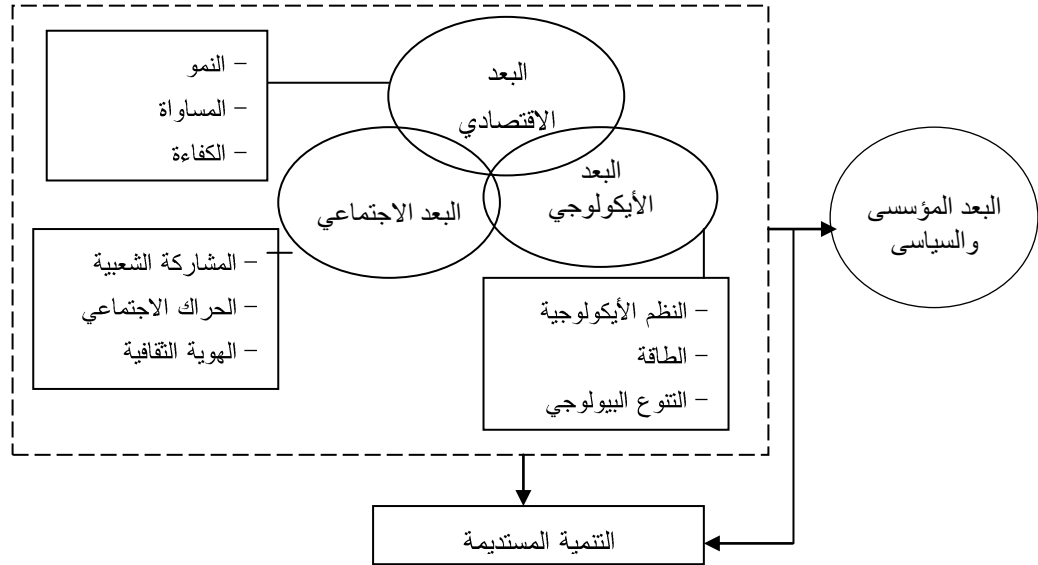 البعد
الاقتصادي
– النمو
– المساواة
– الكفاءة
البعد
الأيكولوجي
البعد الاجتماعي
البعد المؤسسى
والسياسى
– المشاركة الشعبية
– الحراك الاجتماعي
– الهوية الثقافية
– النظم الأيكولوجية
– الطاقة
– التنوع البيولوجي
التنمية المستديمة